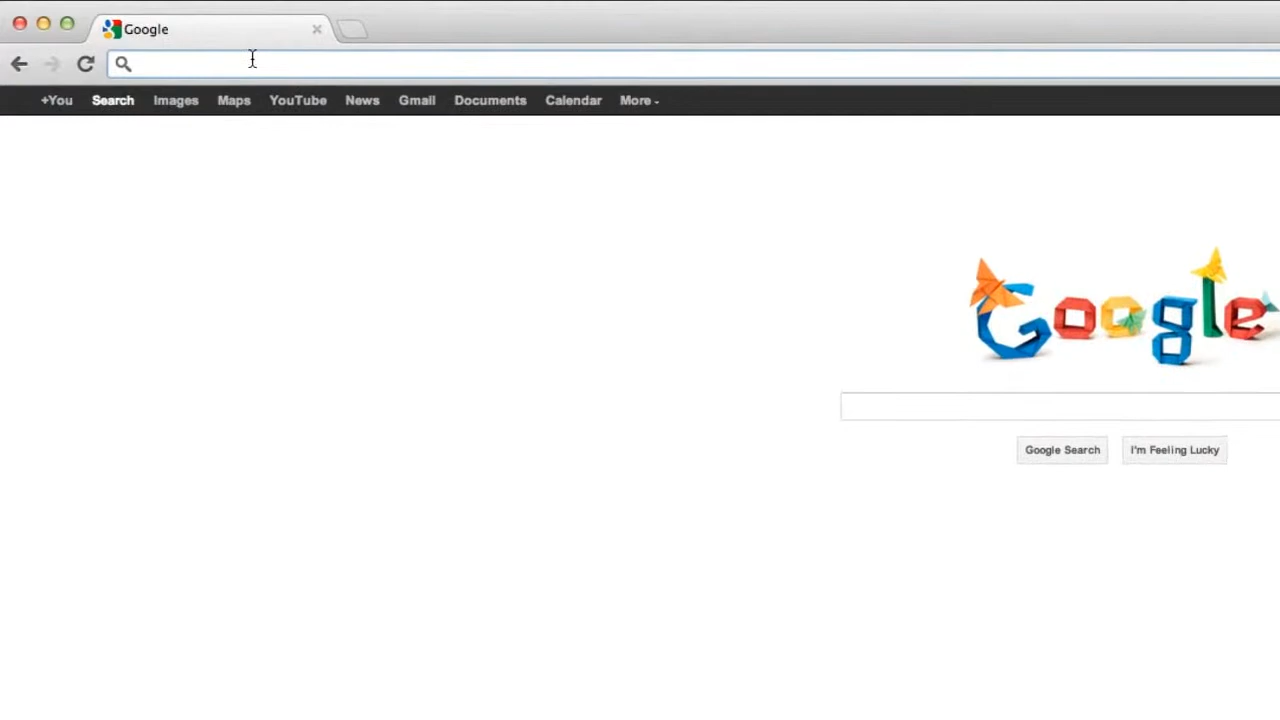 Google
+You Search Images Maps YouTube News Gmail Documents Calendar More
Google
Google Search I'm Feeling Lucky